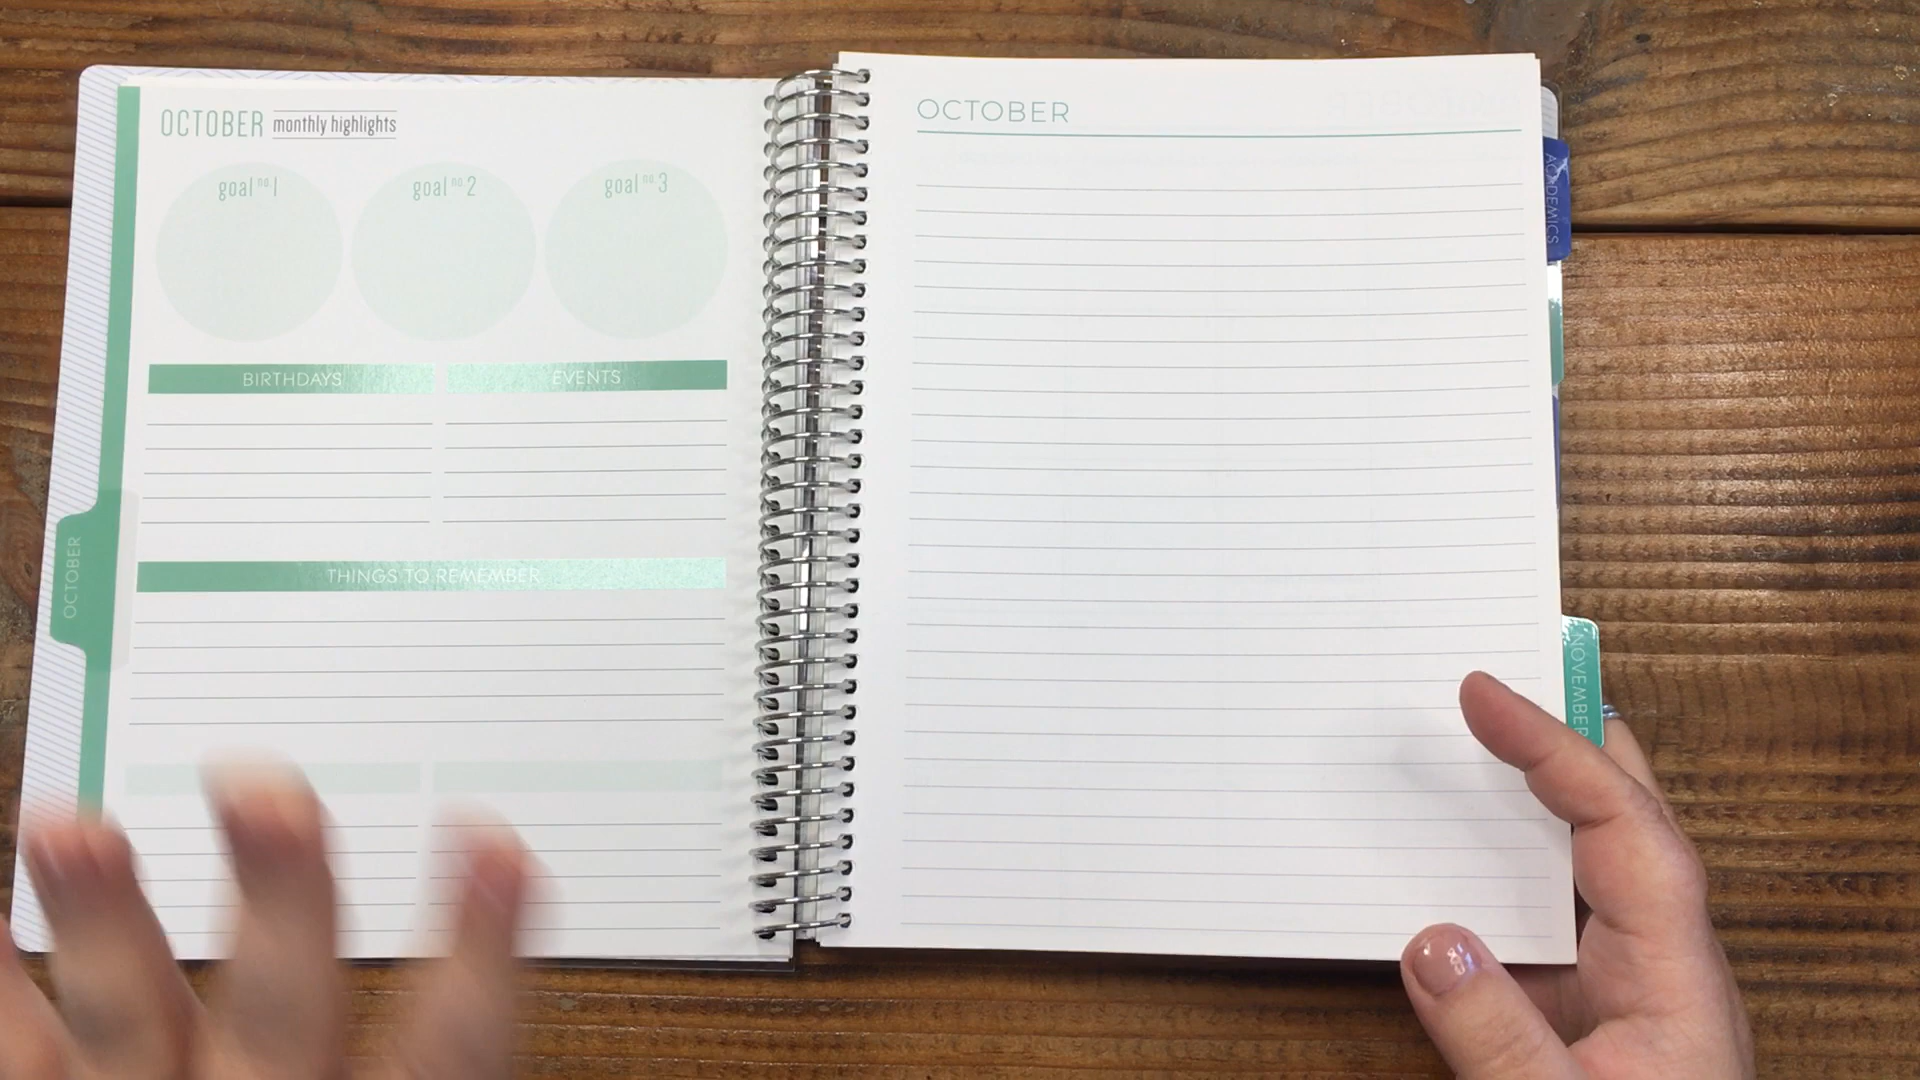 OCTOBER monthly highlights
goal no. 1
goal no. 2
goal no. 3
BIRTHDAYS
EVENTS
THINGS TO REMEMBER
OCTOBER
OCTOBER
ACADEMICS
NOVEMBER